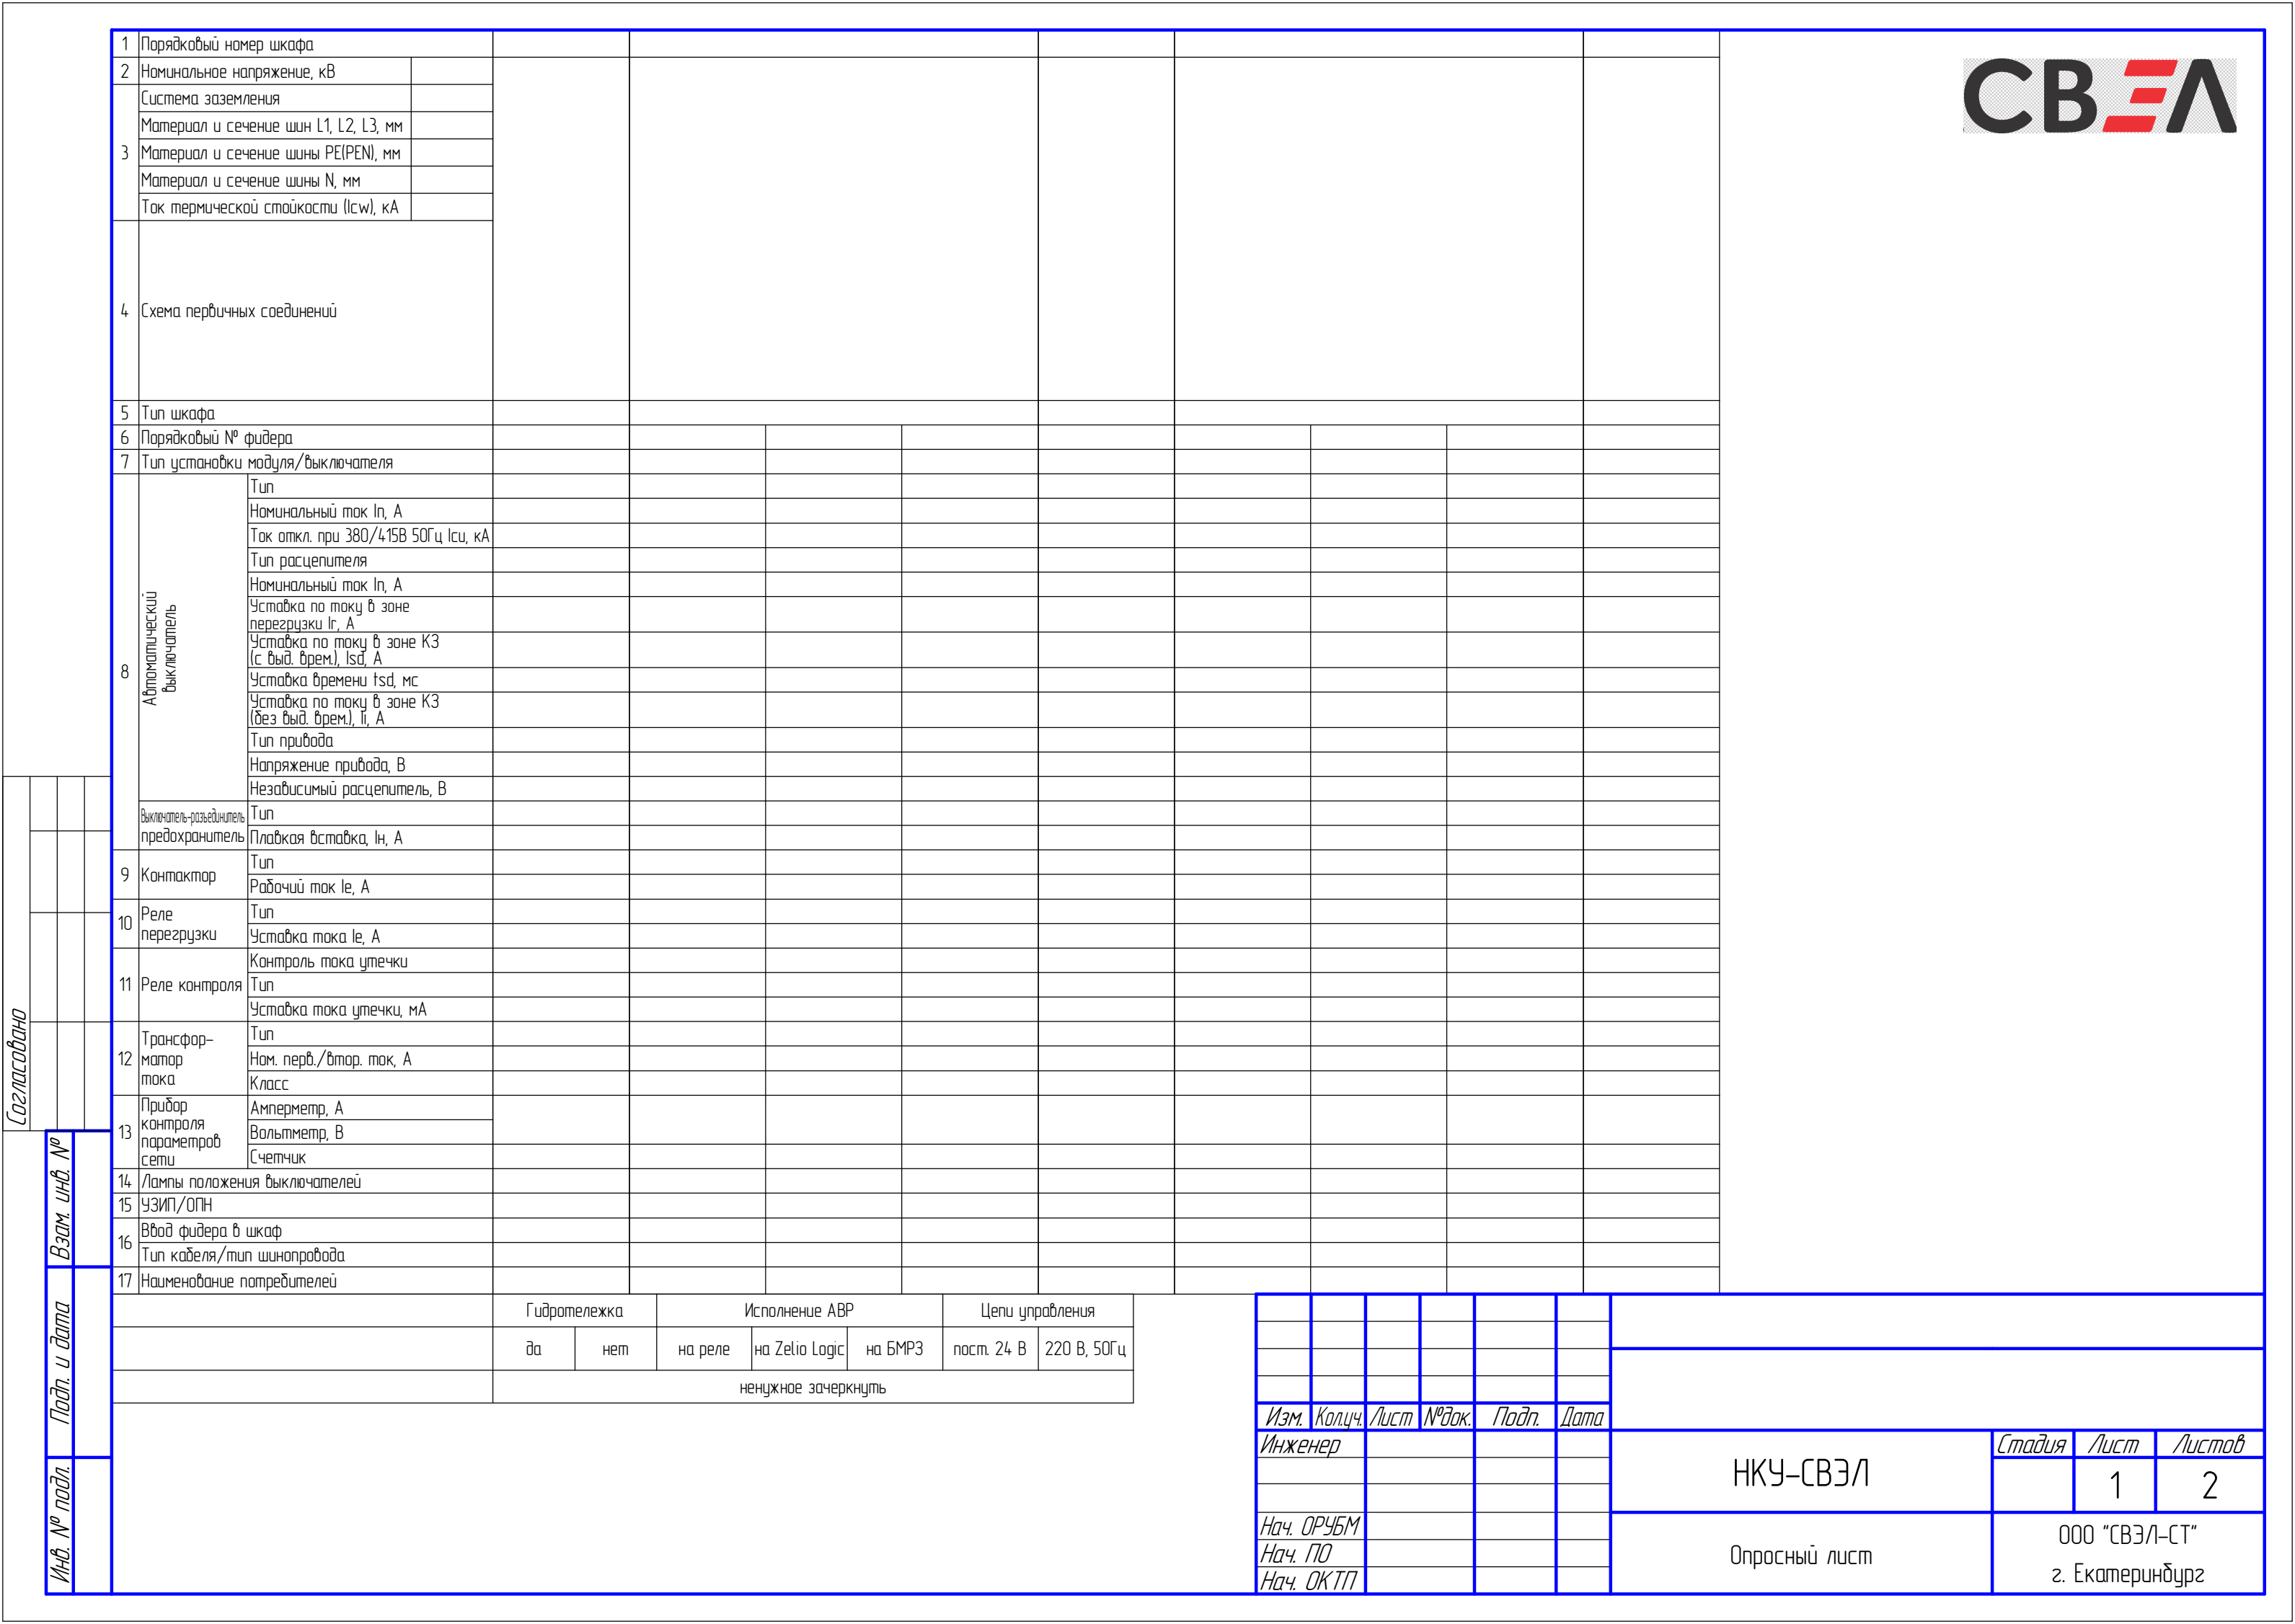 СВЭЛ
1 Порядковый номер шкафа
2 Номинальное напряжение, кВ
3
Система заземления
Материал и сечение шин L1, L2, L3, мм
Материал и сечение шины PE(PEN), мм
Материал и сечение шины N, мм
Ток термической стойкости (Icw), кА
4 Схема первичных соединений
5 Тип шкафа
6 Порядковый № фидера
7 Тип установки модуля/выключателя
8
Автоматический
выключатель
Тип
Номинальный ток In, А
Ток откл. при 380/415В 50Гц Icu, кА
Тип расцепителя
Номинальный ток In, А
Уставка по току в зоне
перегрузки Ir, А
Уставка по току в зоне КЗ
(с выд. врем.), Isd, А
Уставка времени tsd, мс
Уставка по току в зоне КЗ
(без выд. врем.), Ii, А
Тип привода
Напряжение привода, В
Независимый расцепитель, В
Выключатель-разъединитель
предохранитель
Тип
Плавкая вставка, Iн, А
9 Контактор
Тип
Рабочий ток Ie, А
10
Реле
перегрузки
Тип
Уставка тока Ie, А
11 Реле контроля
Контроль тока утечки
Тип
Уставка тока утечки, мА
12
Трансфор-
матор
тока
Тип
Ном. перв./втор. ток, А
Класс
13
Прибор
контроля
параметров
сети
Амперметр, А
Вольтметр, В
Счетчик
14 Лампы положения выключателей
15 УЗИП/ОПН
16
Ввод фидера в шкаф
Тип кабеля/тип шинопровода
17 Наименование потребителей
Гидротележка Исполнение АВР Цепи управления
да нет на реле на Zelio Logic на БМРЗ пост. 24 В 220 В, 50Гц
ненужное зачеркнуть
Согласовано
Взам. инв. №
Подп. и дата
Инв. № подл.
Изм. Кол.уч. Лист №док. Подп. Дата
Инженер
Нач. ОРУБМ
Нач. ПО
Нач. ОКТП
НКУ-СВЭЛ
Стадия Лист Листов
1 2
Опросный лист
ООО "СВЭЛ-СТ"
г. Екатеринбург